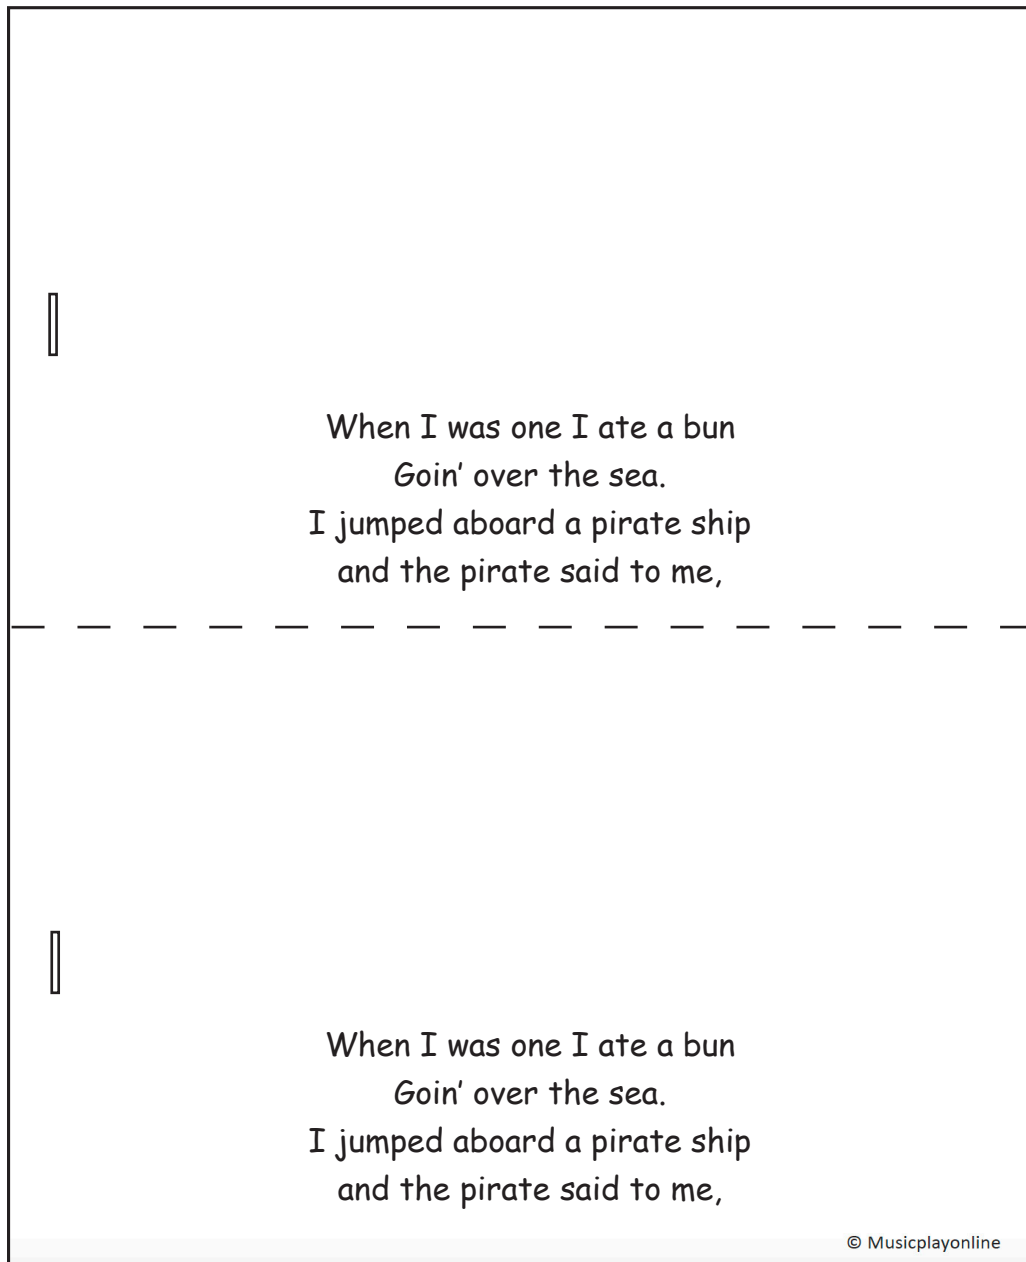 When I was one I ate a bun
Goin’ over the sea.
I jumped aboard a pirate ship
and the pirate said to me,
When I was one I ate a bun
Goin’ over the sea.
I jumped aboard a pirate ship
and the pirate said to me,
© Musicplayonline